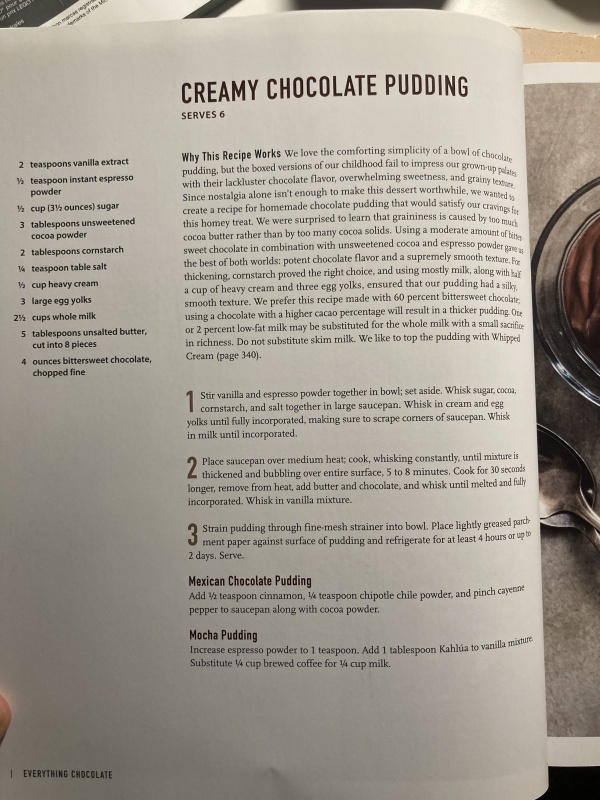 CREAMY CHOCOLATE PUDDING
SERVES 6
2 teaspoons vanilla extract
½ teaspoon instant espresso
powder
½ cup (3½ ounces) sugar
3 tablespoons unsweetened
cocoa powder
2 tablespoons cornstarch
¼ teaspoon table salt
½ cup heavy cream
3 large egg yolks
2½ cups whole milk
5 tablespoons unsalted butter,
cut into 8 pieces
4 ounces bittersweet chocolate,
chopped fine
Why This Recipe Works We love the comforting simplicity of a bowl of chocolate
pudding, but the boxed versions of our childhood fail to impress our grown-up palates
with their lackluster chocolate flavor, overwhelming sweetness, and grainy texture.
Since nostalgia alone isn't enough to make this dessert worthwhile, we wanted to
create a recipe for homemade chocolate pudding that would satisfy our cravings for
this homey treat. We were surprised to learn that graininess is caused by too much
cocoa butter rather than by too many cocoa solids. Using a moderate amount of bitter-
sweet chocolate in combination with unsweetened cocoa and espresso powder gave us
the best of both worlds: potent chocolate flavor and a supremely smooth texture. For
thickening, cornstarch proved the right choice, and using mostly milk, along with half
a cup of heavy cream and three egg yolks, ensured that our pudding had a silky,
smooth texture. We prefer this recipe made with 60 percent bittersweet chocolate;
using a chocolate with a higher cacao percentage will result in a thicker pudding. One
or 2 percent low-fat milk may be substituted for the whole milk with a small sacrifice
in richness. Do not substitute skim milk. We like to top the pudding with Whipped
Cream (page 340).
1 Stir vanilla and espresso powder together in bowl; set aside. Whisk sugar, cocoa,
cornstarch, and salt together in large saucepan. Whisk in cream and egg
yolks until fully incorporated, making sure to scrape corners of saucepan. Whisk
in milk until incorporated.
2 Place saucepan over medium heat; cook, whisking constantly, until mixture is
thickened and bubbling over entire surface, 5 to 8 minutes. Cook for 30 seconds
longer, remove from heat, add butter and chocolate, and whisk until melted and fully
incorporated. Whisk in vanilla mixture.
3 Strain pudding through fine-mesh strainer into bowl. Place lightly greased parch-
ment paper against surface of pudding and refrigerate for at least 4 hours or up to
2 days. Serve.
Mexican Chocolate Pudding
Add ½ teaspoon cinnamon, ¼ teaspoon chipotle chile powder, and pinch cayenne
pepper to saucepan along with cocoa powder.
Mocha Pudding
Increase espresso powder to 1 teaspoon. Add 1 tablespoon Kahlúa to vanilla mixture.
Substitute ¼ cup brewed coffee for ¼ cup milk.
| EVERYTHING CHOCOLATE